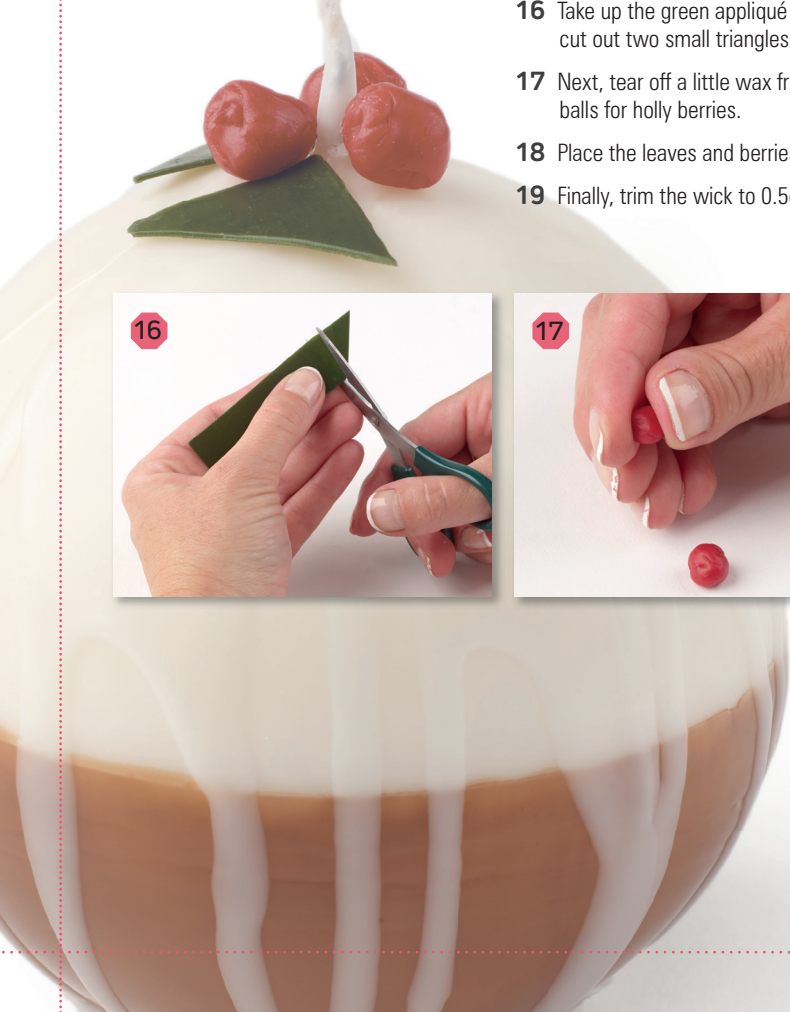 16 Take up the green appliqué
cut out two small triangles
17 Next, tear off a little wax
balls for holly berries.
18 Place the leaves and
19 Finally, trim the wick to
16
17